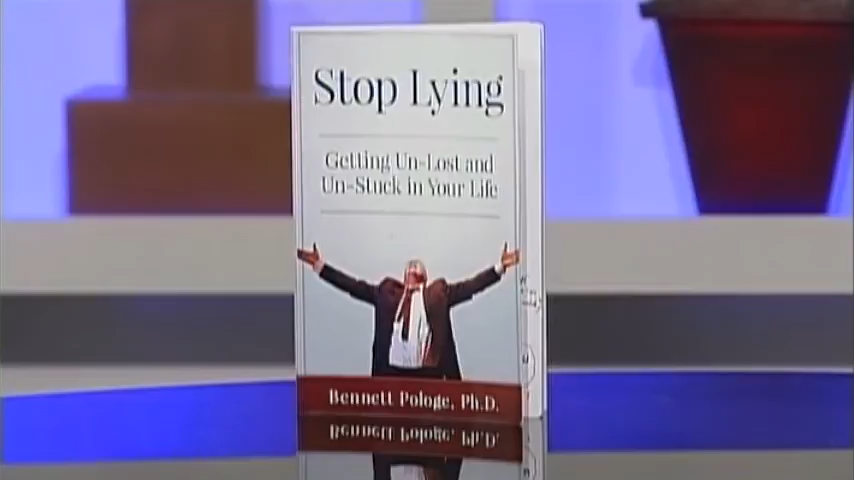 Stop Lying
Getting Un-Lost and
Un-Stuck in Your Life
Bennett Pologe, Ph.D.